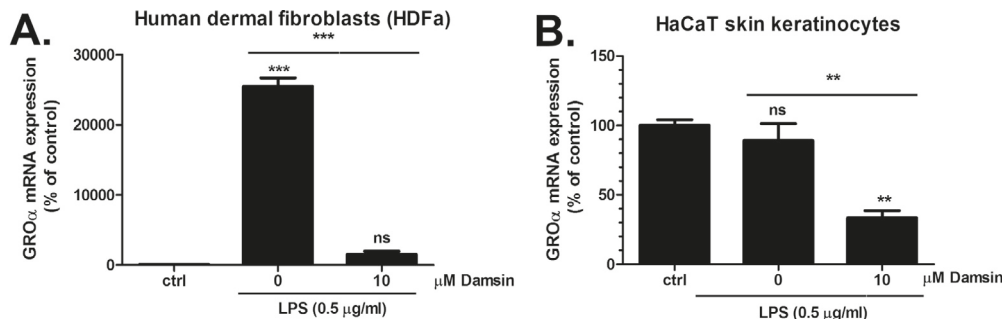 A.
Human dermal fibroblasts (HDFa)
GROα mRNA expression
(% of control)
30000
20000
10000
0
***
***
ns
ctrl
0
10
μM Damsin
LPS (0.5 μg/ml)
B.
HaCaT skin keratinocytes
GROα mRNA expression
(% of control)
150
100
50
0
**
ns
**
ctrl
0
10
μM Damsin
LPS (0.5 μg/ml)